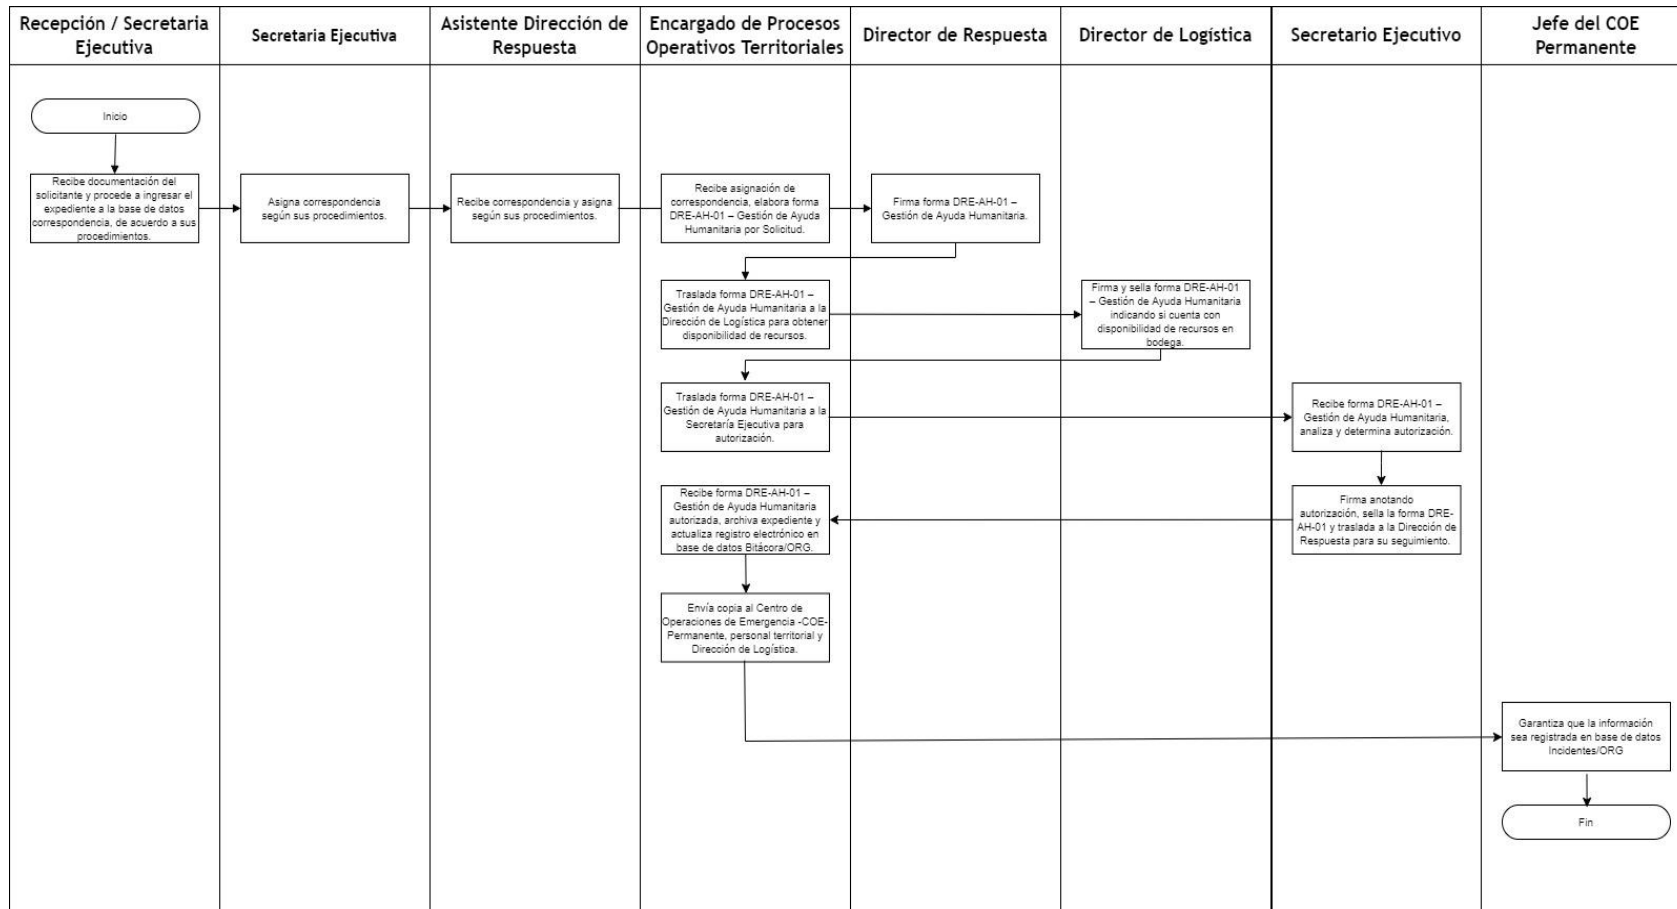 Recepción / Secretaria
Ejecutiva
Secretaria Ejecutiva
Asistente Dirección de
Respuesta
Encargado de Procesos
Operativos Territoriales
Director de Respuesta
Director de Logística
Secretario Ejecutivo
Jefe del COE
Permanente
Inicio
Recibe documentación del
solicitante y procede a ingresar el
expediente a la base de datos
correspondencia, de acuerdo a sus
procedimientos.
Asigna correspondencia
según sus procedimientos.
Recibe correspondencia y asigna
según sus procedimientos.
Recibe asignación de
correspondencia, elabora forma
DRE-AH-01 – Gestión de Ayuda
Humanitaria por Solicitud.
Firma forma DRE-AH-01 –
Gestión de Ayuda Humanitaria.
Traslada forma DRE-AH-01 –
Gestión de Ayuda Humanitaria a la
Dirección de Logística para obtener
disponibilidad de recursos.
Firma y sella forma DRE-AH-01
– Gestión de Ayuda Humanitaria
indicando si cuenta con
disponibilidad de recursos en
bodega.
Traslada forma DRE-AH-01 –
Gestión de Ayuda Humanitaria a la
Secretaría Ejecutiva para
autorización.
Recibe forma DRE-AH-01 –
Gestión de Ayuda Humanitaria,
analiza y determina autorización.
Recibe forma DRE-AH-01 –
Gestión de Ayuda Humanitaria
autorizada, archiva expediente y
actualiza registro electrónico en
base de datos Bitácora/ORG.
Firma anotando
autorización, sella la forma DRE-
AH-01 y traslada a la Dirección de
Respuesta para su seguimiento.
Envía copia al Centro de
Operaciones de Emergencia -COE-
Permanente, personal territorial y
Dirección de Logística.
Garantiza que la información
sea registrada en base de datos
Incidentes/ORG
Fin